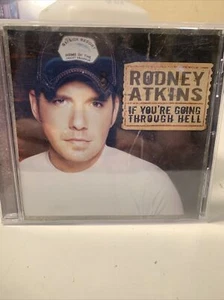 RODNEY
ATKINS
IF YOU'RE GOING
THROUGH HELL